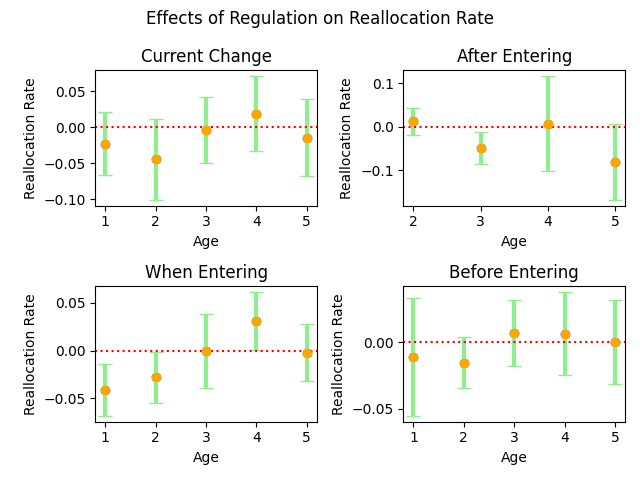 Effects of Regulation on Reallocation Rate
Current Change
Reallocation Rate
0.05
0.00
−0.05
−0.10
1 2 3 4 5
Age
After Entering
Reallocation Rate
0.1
0.0
−0.1
2 3 4 5
Age
When Entering
Reallocation Rate
0.05
0.00
−0.05
1 2 3 4 5
Age
Before Entering
Reallocation Rate
0.00
−0.05
1 2 3 4 5
Age